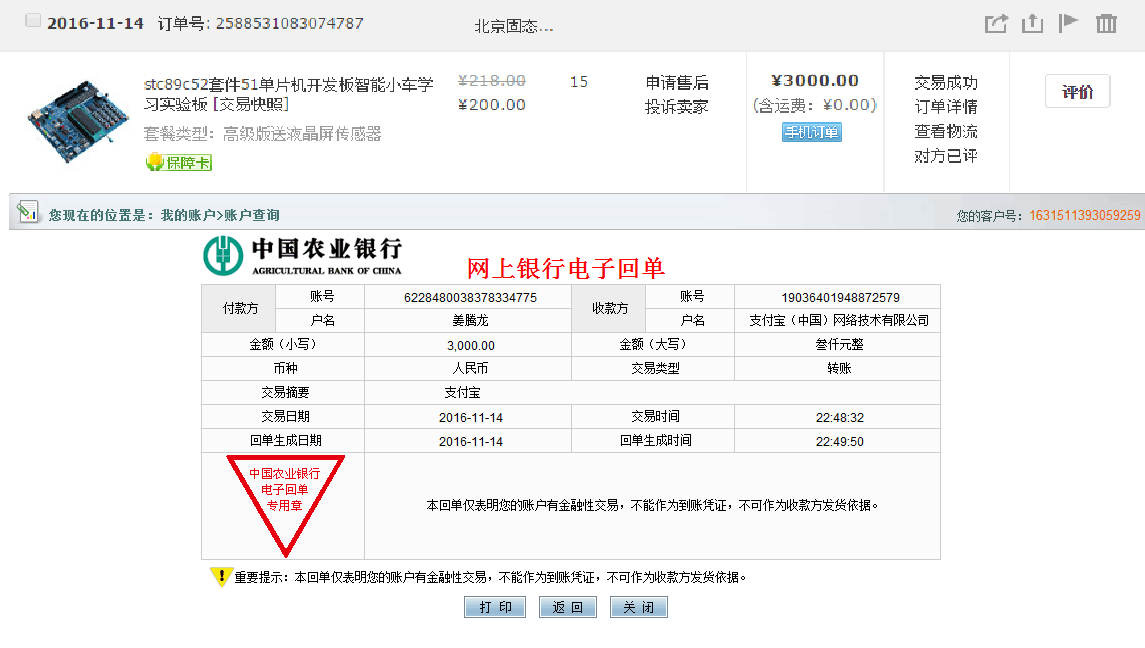 2016-11-14 订单号: 2588531083074787 北京固态...
stc89c52套件51单片机开发板智能小车学 ¥218.00 15 申请售后 ¥3000.00 交易成功 评价
习实验板 [交易快照] ¥200.00 投诉卖家 (含运费: ¥0.00) 订单详情
套餐类型: 高级版送液晶屏传感器 手机订单 查看物流
保障卡 对方已评
您现在的位置是: 我的账户>账户查询 您的客户号: 1631511393059259
中国农业银行
AGRICULTURAL BANK OF CHINA
网上银行电子回单
付款方 账号 6228480038378334775 收款方 账号 19036401948872579
户名 姜腾龙 户名 支付宝（中国）网络技术有限公司
金额（小写） 3,000.00 金额（大写） 叁仟元整
币种 人民币 交易类型 转账
交易摘要 支付宝
交易日期 2016-11-14 交易时间 22:48:32
回单生成日期 2016-11-14 回单生成时间 22:49:50
中国农业银行
电子回单
专用章
本回单仅表明您的账户有金融性交易，不能作为到账凭证，不可作为收款方发货依据。
重要提示：本回单仅表明您的账户有金融性交易，不能作为到账凭证，不可作为收款方发货依据。
打 印 返 回 关 闭